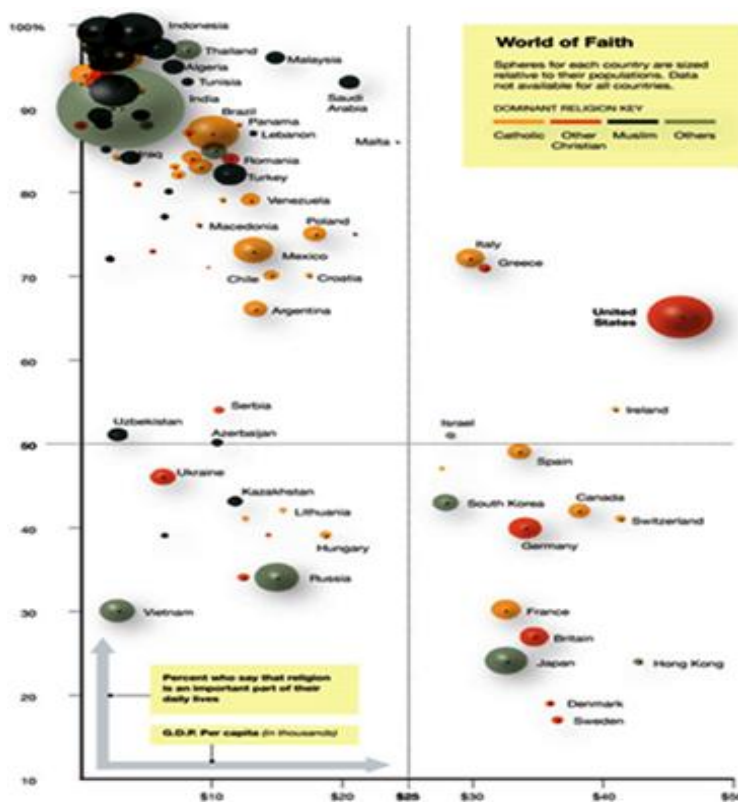 100%
Indonesia
Thailand
Algeria
Malaysia
Tunisia
Saudi
Arabia
India
90
Brazil
Panama
Lebanon
Malta
Iraq
Romania
Turkey
80
Venezuela
Macedonia
Poland
Mexico
70
Chile
Croatia
Argentina
Italy
Greece
United
States
60
Serbia
Ireland
Uzbekistan
Azerbaijan
Israel
50
Ukraine
Spain
Kazakhstan
South Korea
Canada
40
Lithuania
Switzerland
Hungary
Germany
Russia
30
Vietnam
France
Britain
Japan
Hong Kong
20
Denmark
Sweden
10
World of Faith
Spheres for each country are sized
relative to their populations. Data
not available for all countries.
DOMINANT RELIGION KEY
Catholic
Other
Christian
Muslim
Others
Percent who say that religion
is an important part of their
daily lives
G.D.P. Per capita (in thousands)
$10
$20
$25
$30
$40
$50